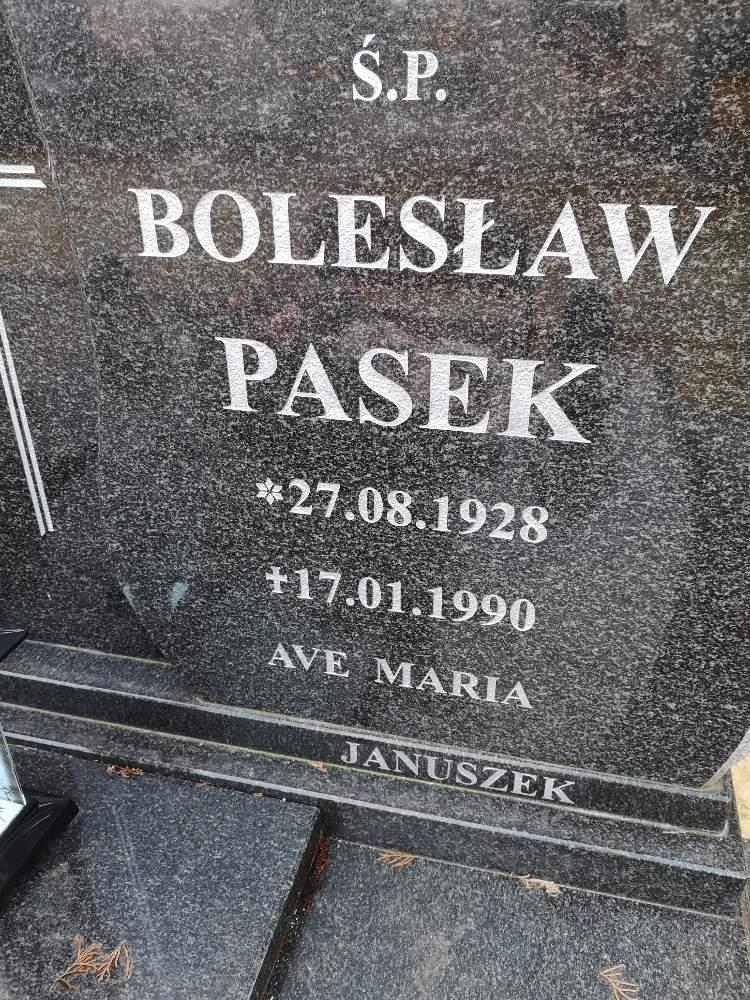 Ś.P.
BOLESŁAW
PASEK
*27.08.1928
✝17.01.1990
AVE MARIA
JANUSZEK